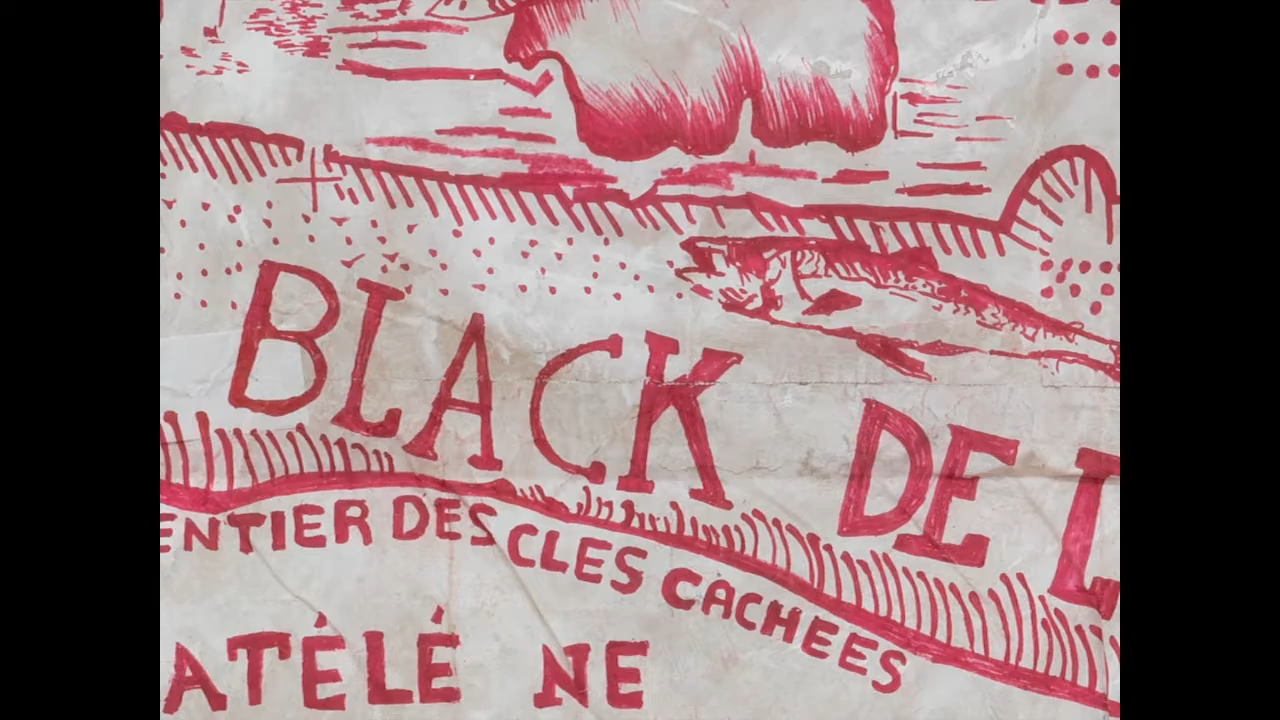 BLACK DE L
ENTIER DES CLES CACHEES
ATÉLÉ NE